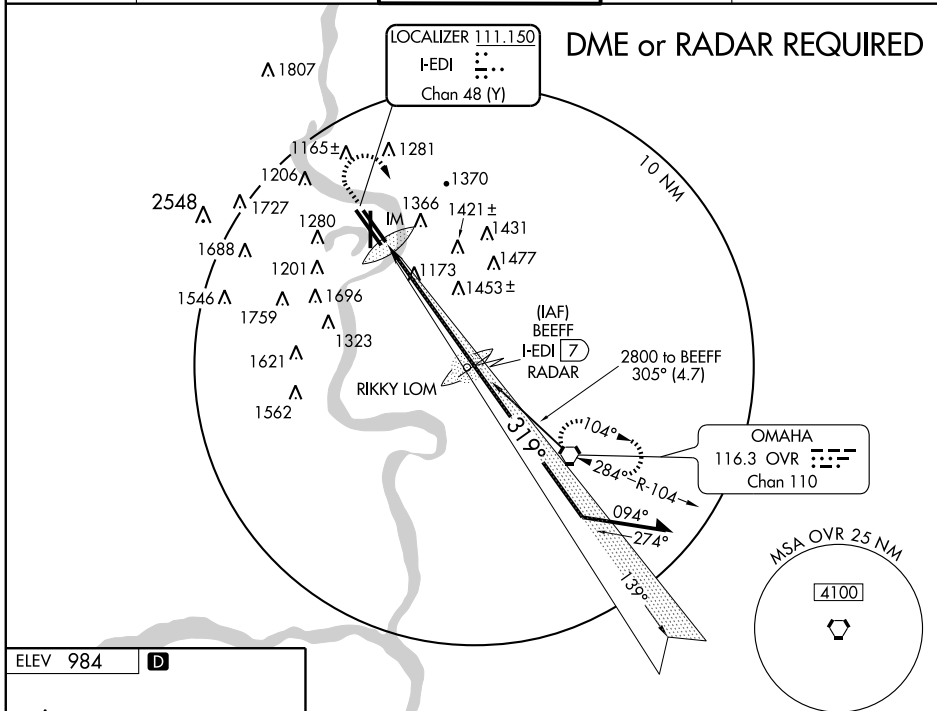 DME or RADAR REQUIRED
LOCALIZER 111.150
I-EDI
Chan 48 (Y)
1807
1165±
1281
10 NM
1206
1370
2548
1727
1366
1421±
1280
IM
1431
1688
1477
1201
1173
1453±
1546
1759
1696
1323
(IAF)
BEEFF
I-EDI 7
RADAR
1621
2800 to BEEFF
305° (4.7)
RIKKY LOM
1562
319°
104°
OMAHA
116.3 OVR
Chan 110
284°
R-104
094°
274°
139°
MSA OVR 25 NM
4100
ELEV 984
D